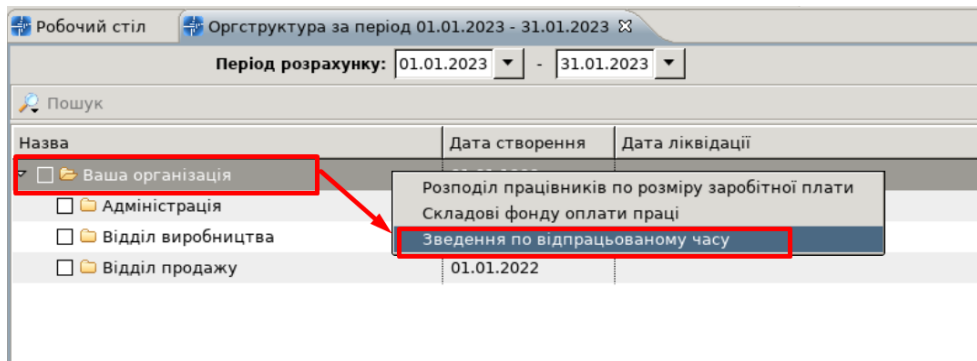 Робочий стіл
Оргструктура за період 01.01.2023 - 31.01.2023
Період розрахунку: 01.01.2023 - 31.01.2023
Пошук
Назва Дата створення Дата ліквідації
Ваша організація
Розподіл працівників по розміру заробітної плати
Адміністрація
Складові фонду оплати праці
Відділ виробництва
Зведення по відпрацьованому часу
Відділ продажу 01.01.2022